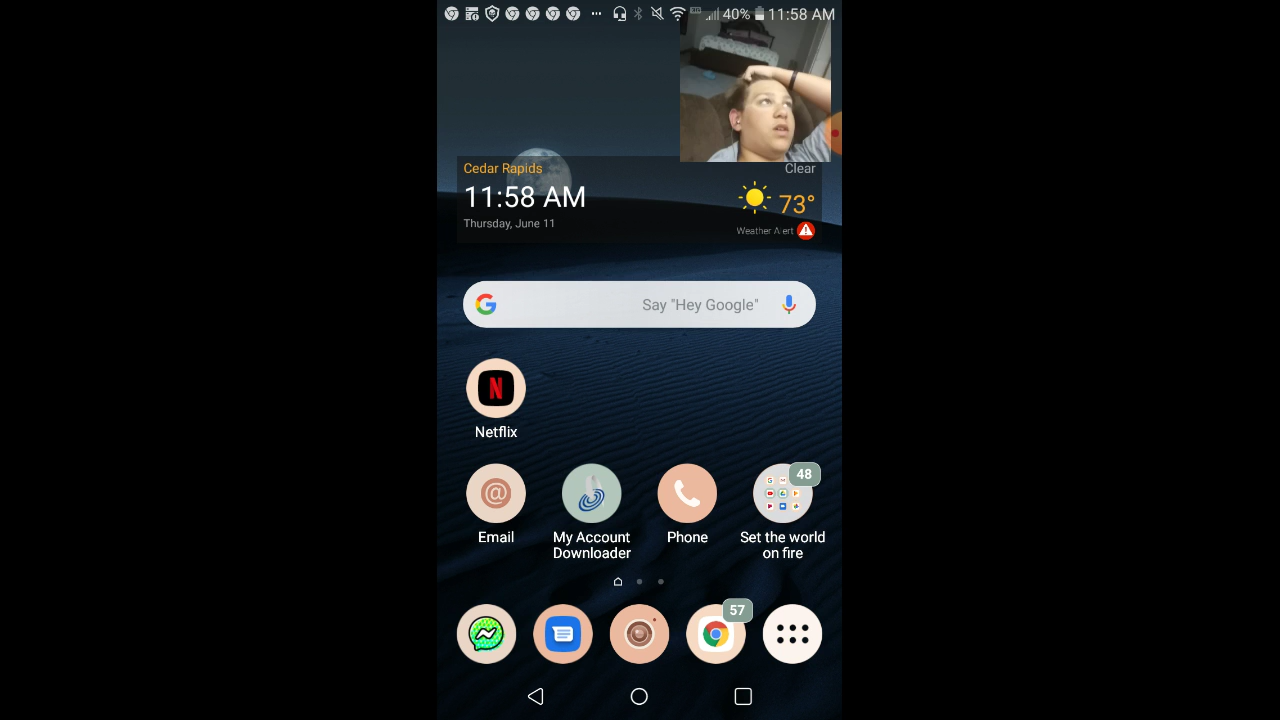 40% 11:58 AM
Cedar Rapids
Clear
11:58 AM
73°
Thursday, June 11
Weather Alert
Say "Hey Google"
Netflix
48
Email
My Account
Downloader
Phone
Set the world
on fire
57